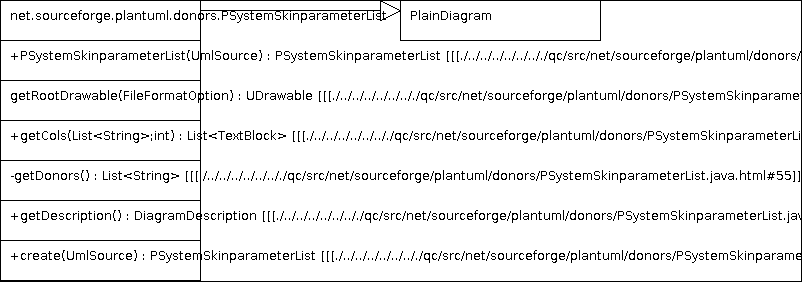 net.sourceforge.plantuml.donors.PSystemSkinparameterList
PlainDiagram
+PSystemSkinparameterList(UmlSource) : PSystemSkinparameterList [[[./../../../../../../../qc/src/net/sourceforge/plantuml/donors/
getRootDrawable(FileFormatOption) : UDrawable [[[./../../../../../../../qc/src/net/sourceforge/plantuml/donors/PSystemSkinparamete
+getCols(List<String>;int) : List<TextBlock> [[[./../../../../../../../qc/src/net/sourceforge/plantuml/donors/PSystemSkinparameterLi
-getDonors() : List<String> [[[./../../../../../../../qc/src/net/sourceforge/plantuml/donors/PSystemSkinparameterList.java.html#55]]
+getDescription() : DiagramDescription [[[./../../../../../../../qc/src/net/sourceforge/plantuml/donors/PSystemSkinparameterList.jav
+create(UmlSource) : PSystemSkinparameterList [[[./../../../../../../../qc/src/net/sourceforge/plantuml/donors/PSystemSkinparamete